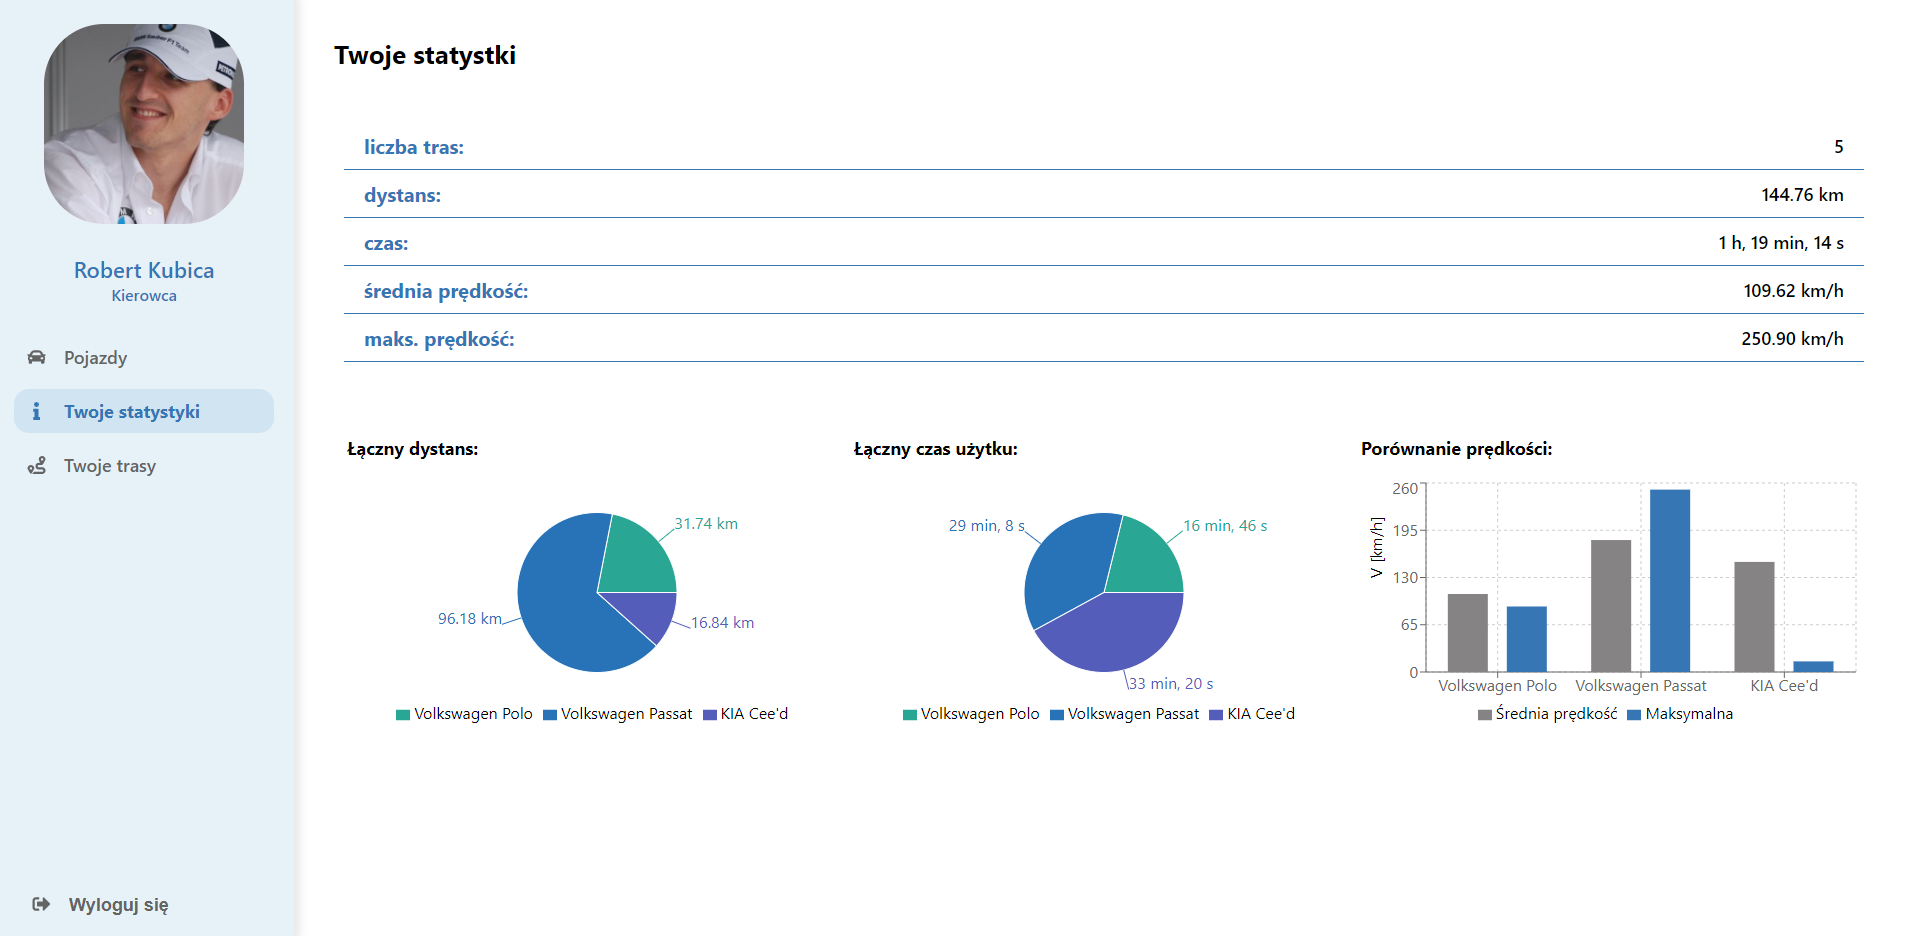 Robert Kubica
Kierowca
Pojazdy
Twoje statystyki
Twoje trasy
Wyloguj się
Twoje statystki
liczba tras: 5
dystans: 144.76 km
czas: 1 h, 19 min, 14 s
średnia prędkość: 109.62 km/h
maks. prędkość: 250.90 km/h
Łączny dystans:
31.74 km
96.18 km
16.84 km
Volkswagen Polo Volkswagen Passat KIA Cee'd
Łączny czas użytku:
29 min, 8 s
16 min, 46 s
33 min, 20 s
Volkswagen Polo Volkswagen Passat KIA Cee'd
Porównanie prędkości:
V [km/h]
260
195
130
65
0
Volkswagen Polo Volkswagen Passat KIA Cee'd
Średnia prędkość Maksymalna